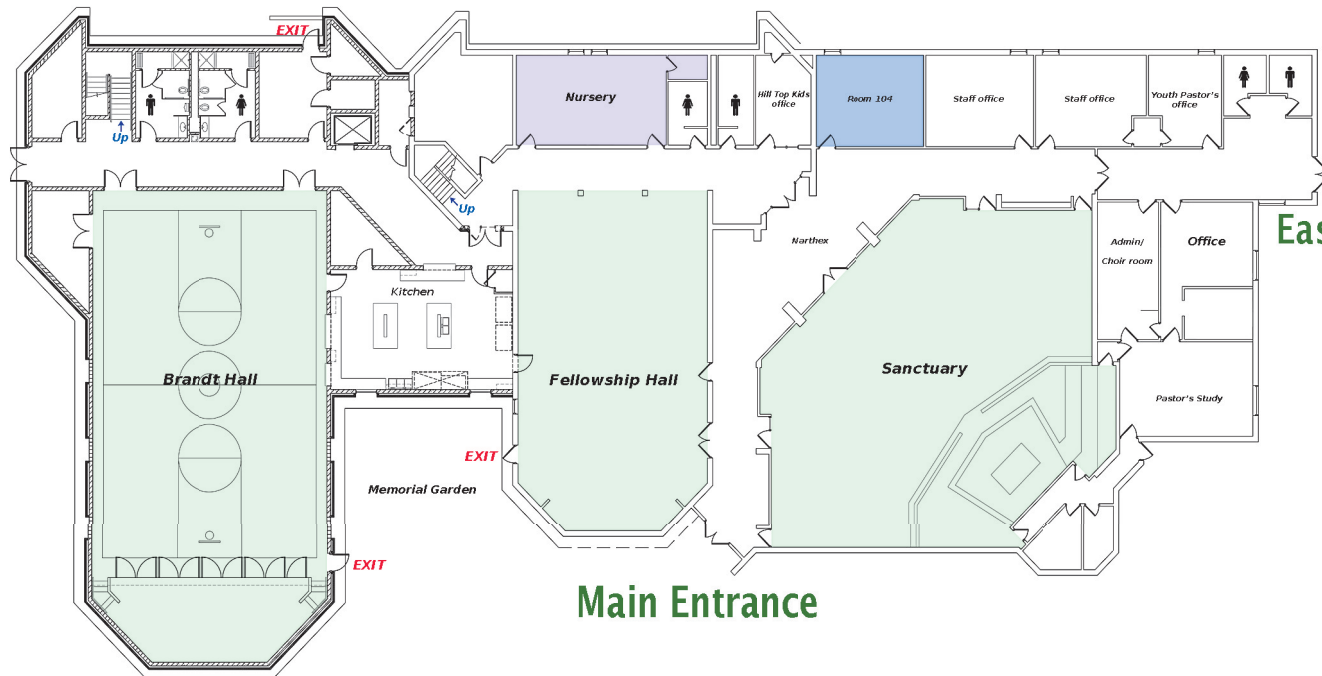 EXIT
Nursery
Hill Top Kids
office
Room 104
Staff office
Staff office
Youth Pastor's
office
Up
Up
Eas
Narthex
Admin/
Choir room
Office
Kitchen
Brandt Hall
Fellowship Hall
Sanctuary
Pastor's Study
EXIT
Memorial Garden
EXIT
Main Entrance